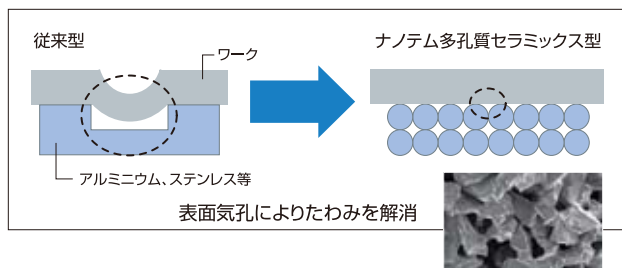 従来型
ナノテム多孔質セラミックス型
ワーク
アルミニウム、ステンレス等
表面気孔によりたわみを解消